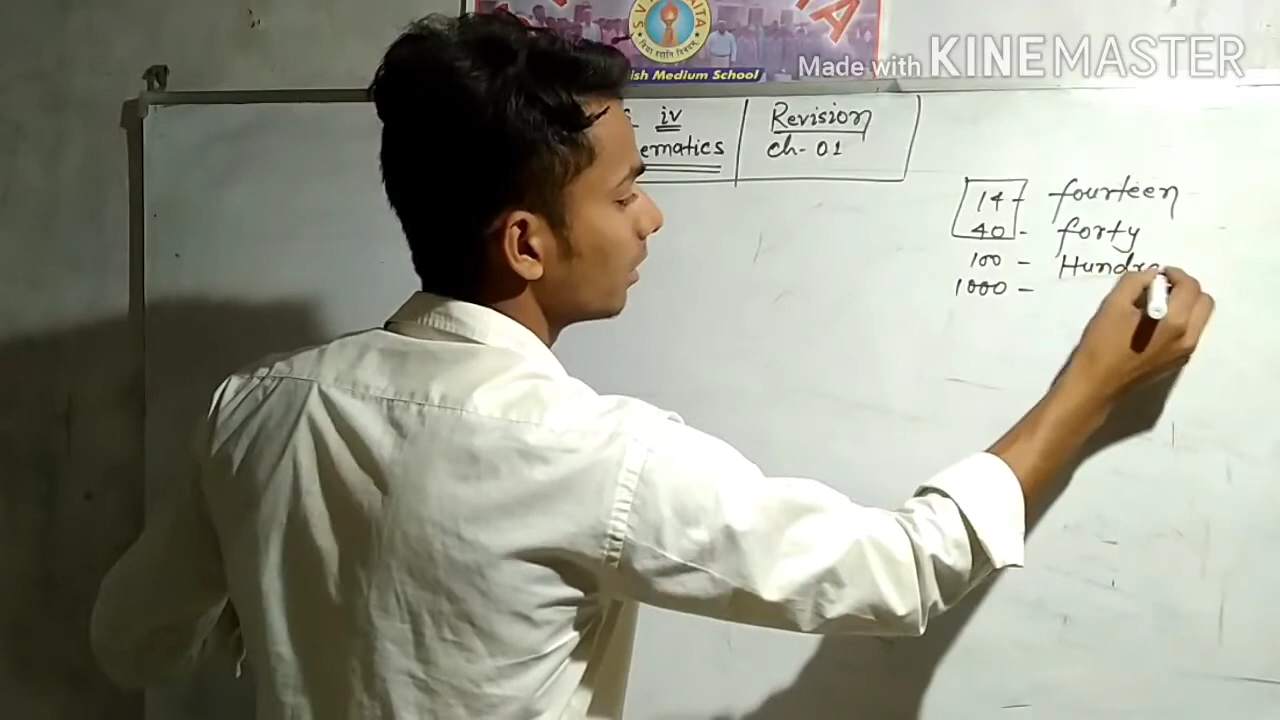 ish Medium School
Made with KINEMASTER
iv
ematics
Revision
Ch- 01
14 - fourteen
40 - forty
100 - Hundre
1000 -